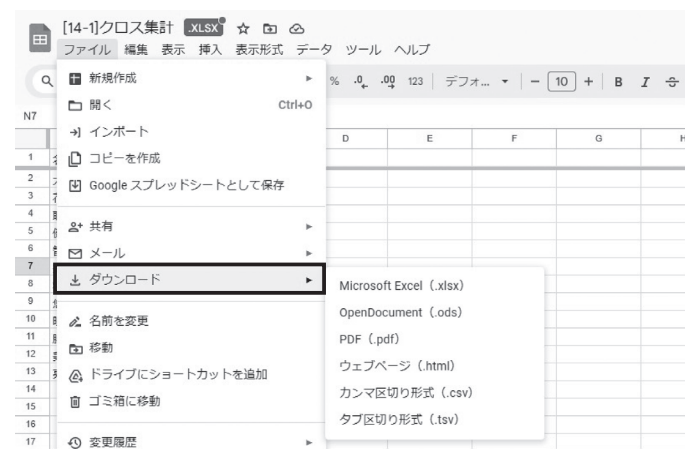 [14-1]クロス集計 .XLSX
ファイル 編集 表示 挿入 表示形式 データ ツール ヘルプ
% .0 .00 123 デフォ... − 10 + B I
N7
新規作成
開く Ctrl+O
インポート
コピーを作成
Google スプレッドシートとして保存
共有
メール
ダウンロード
名前を変更
移動
ドライブにショートカットを追加
ゴミ箱に移動
変更履歴
Microsoft Excel（.xlsx）
OpenDocument（.ods）
PDF（.pdf）
ウェブページ（.html）
カンマ区切り形式（.csv）
タブ区切り形式（.tsv）
D E F G
1
2
3
4
5
6
7
8
9
10
11
12
13
14
15
16
17